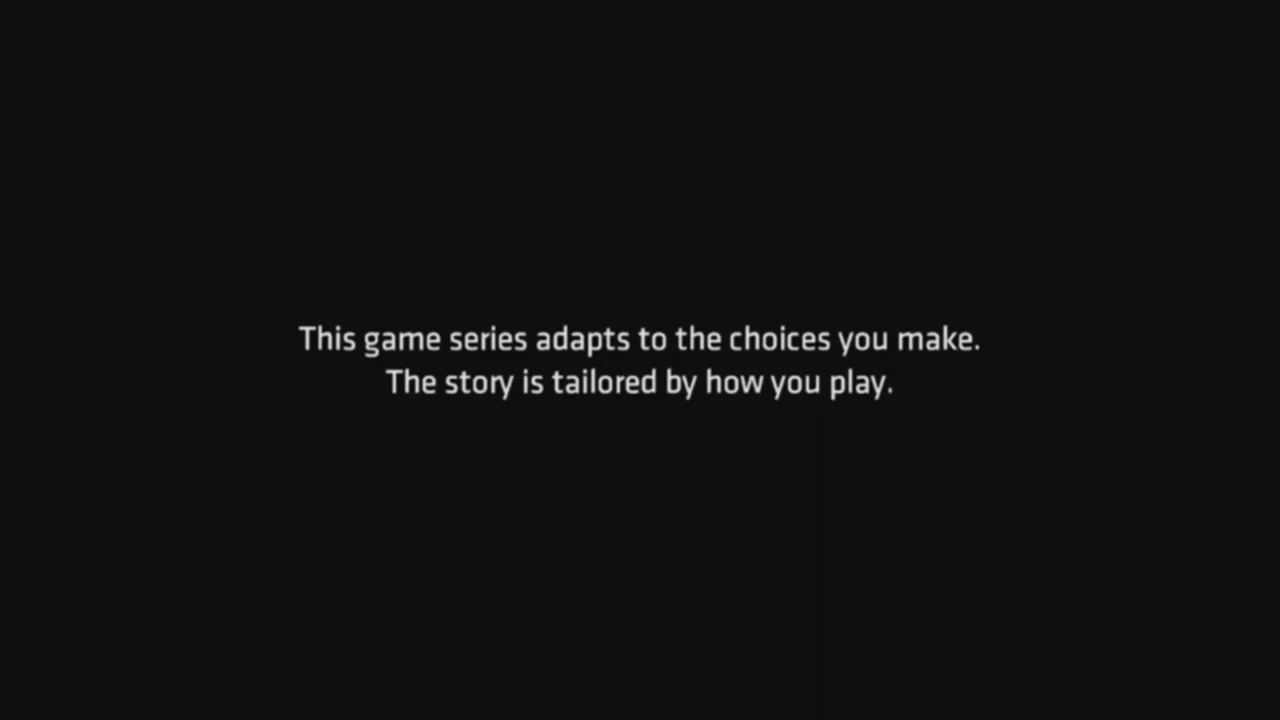 This game series adapts to the choices you make.
The story is tailored by how you play.